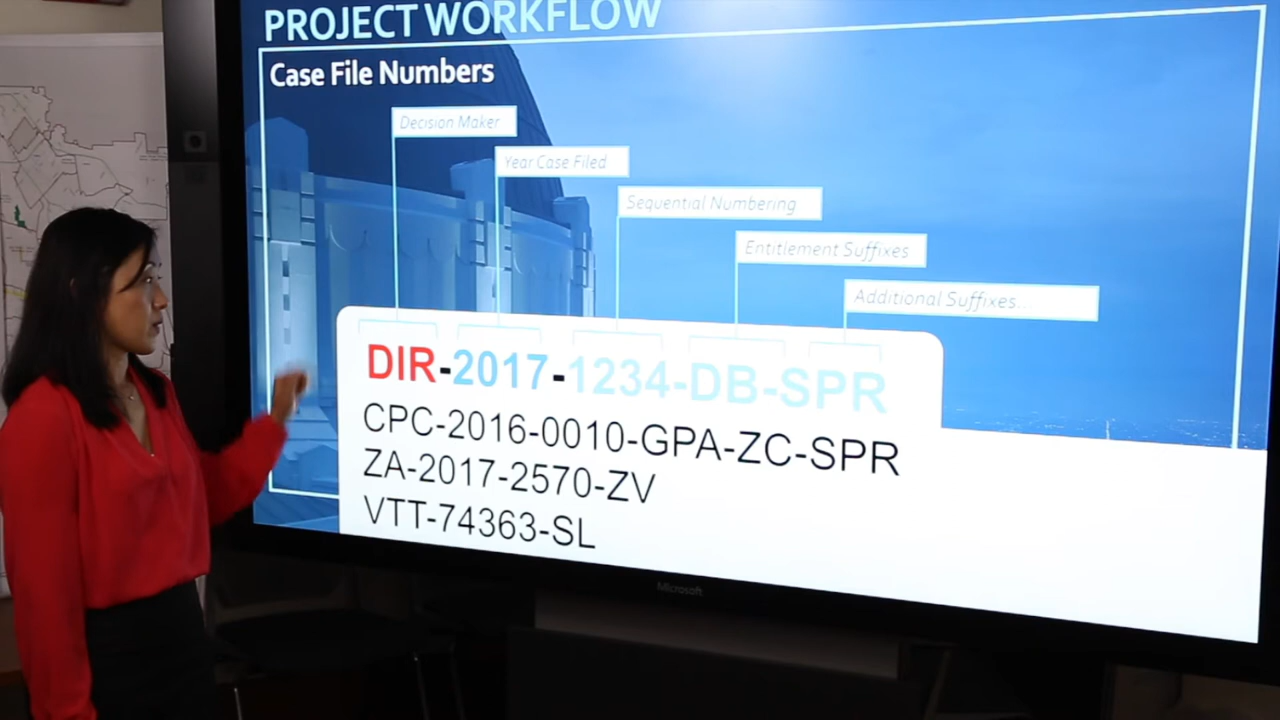 PROJECT WORKFLOW
Case File Numbers
Decision Maker
Year Case Filed
Sequential Numbering
Entitlement Suffixes
Additional Suffixes...
DIR-2017-1234-DB-SPR
CPC-2016-0010-GPA-ZC-SPR
ZA-2017-2570-ZV
VTT-74363-SL
Microsoft